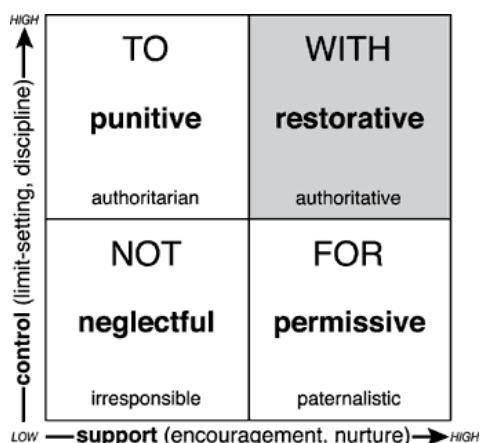 HIGH
TO
WITH
punitive
restorative
authoritarian
authoritative
NOT
FOR
neglectful
permissive
irresponsible
paternalistic
control (limit-setting, discipline)
LOW
support (encouragement, nurture)
HIGH